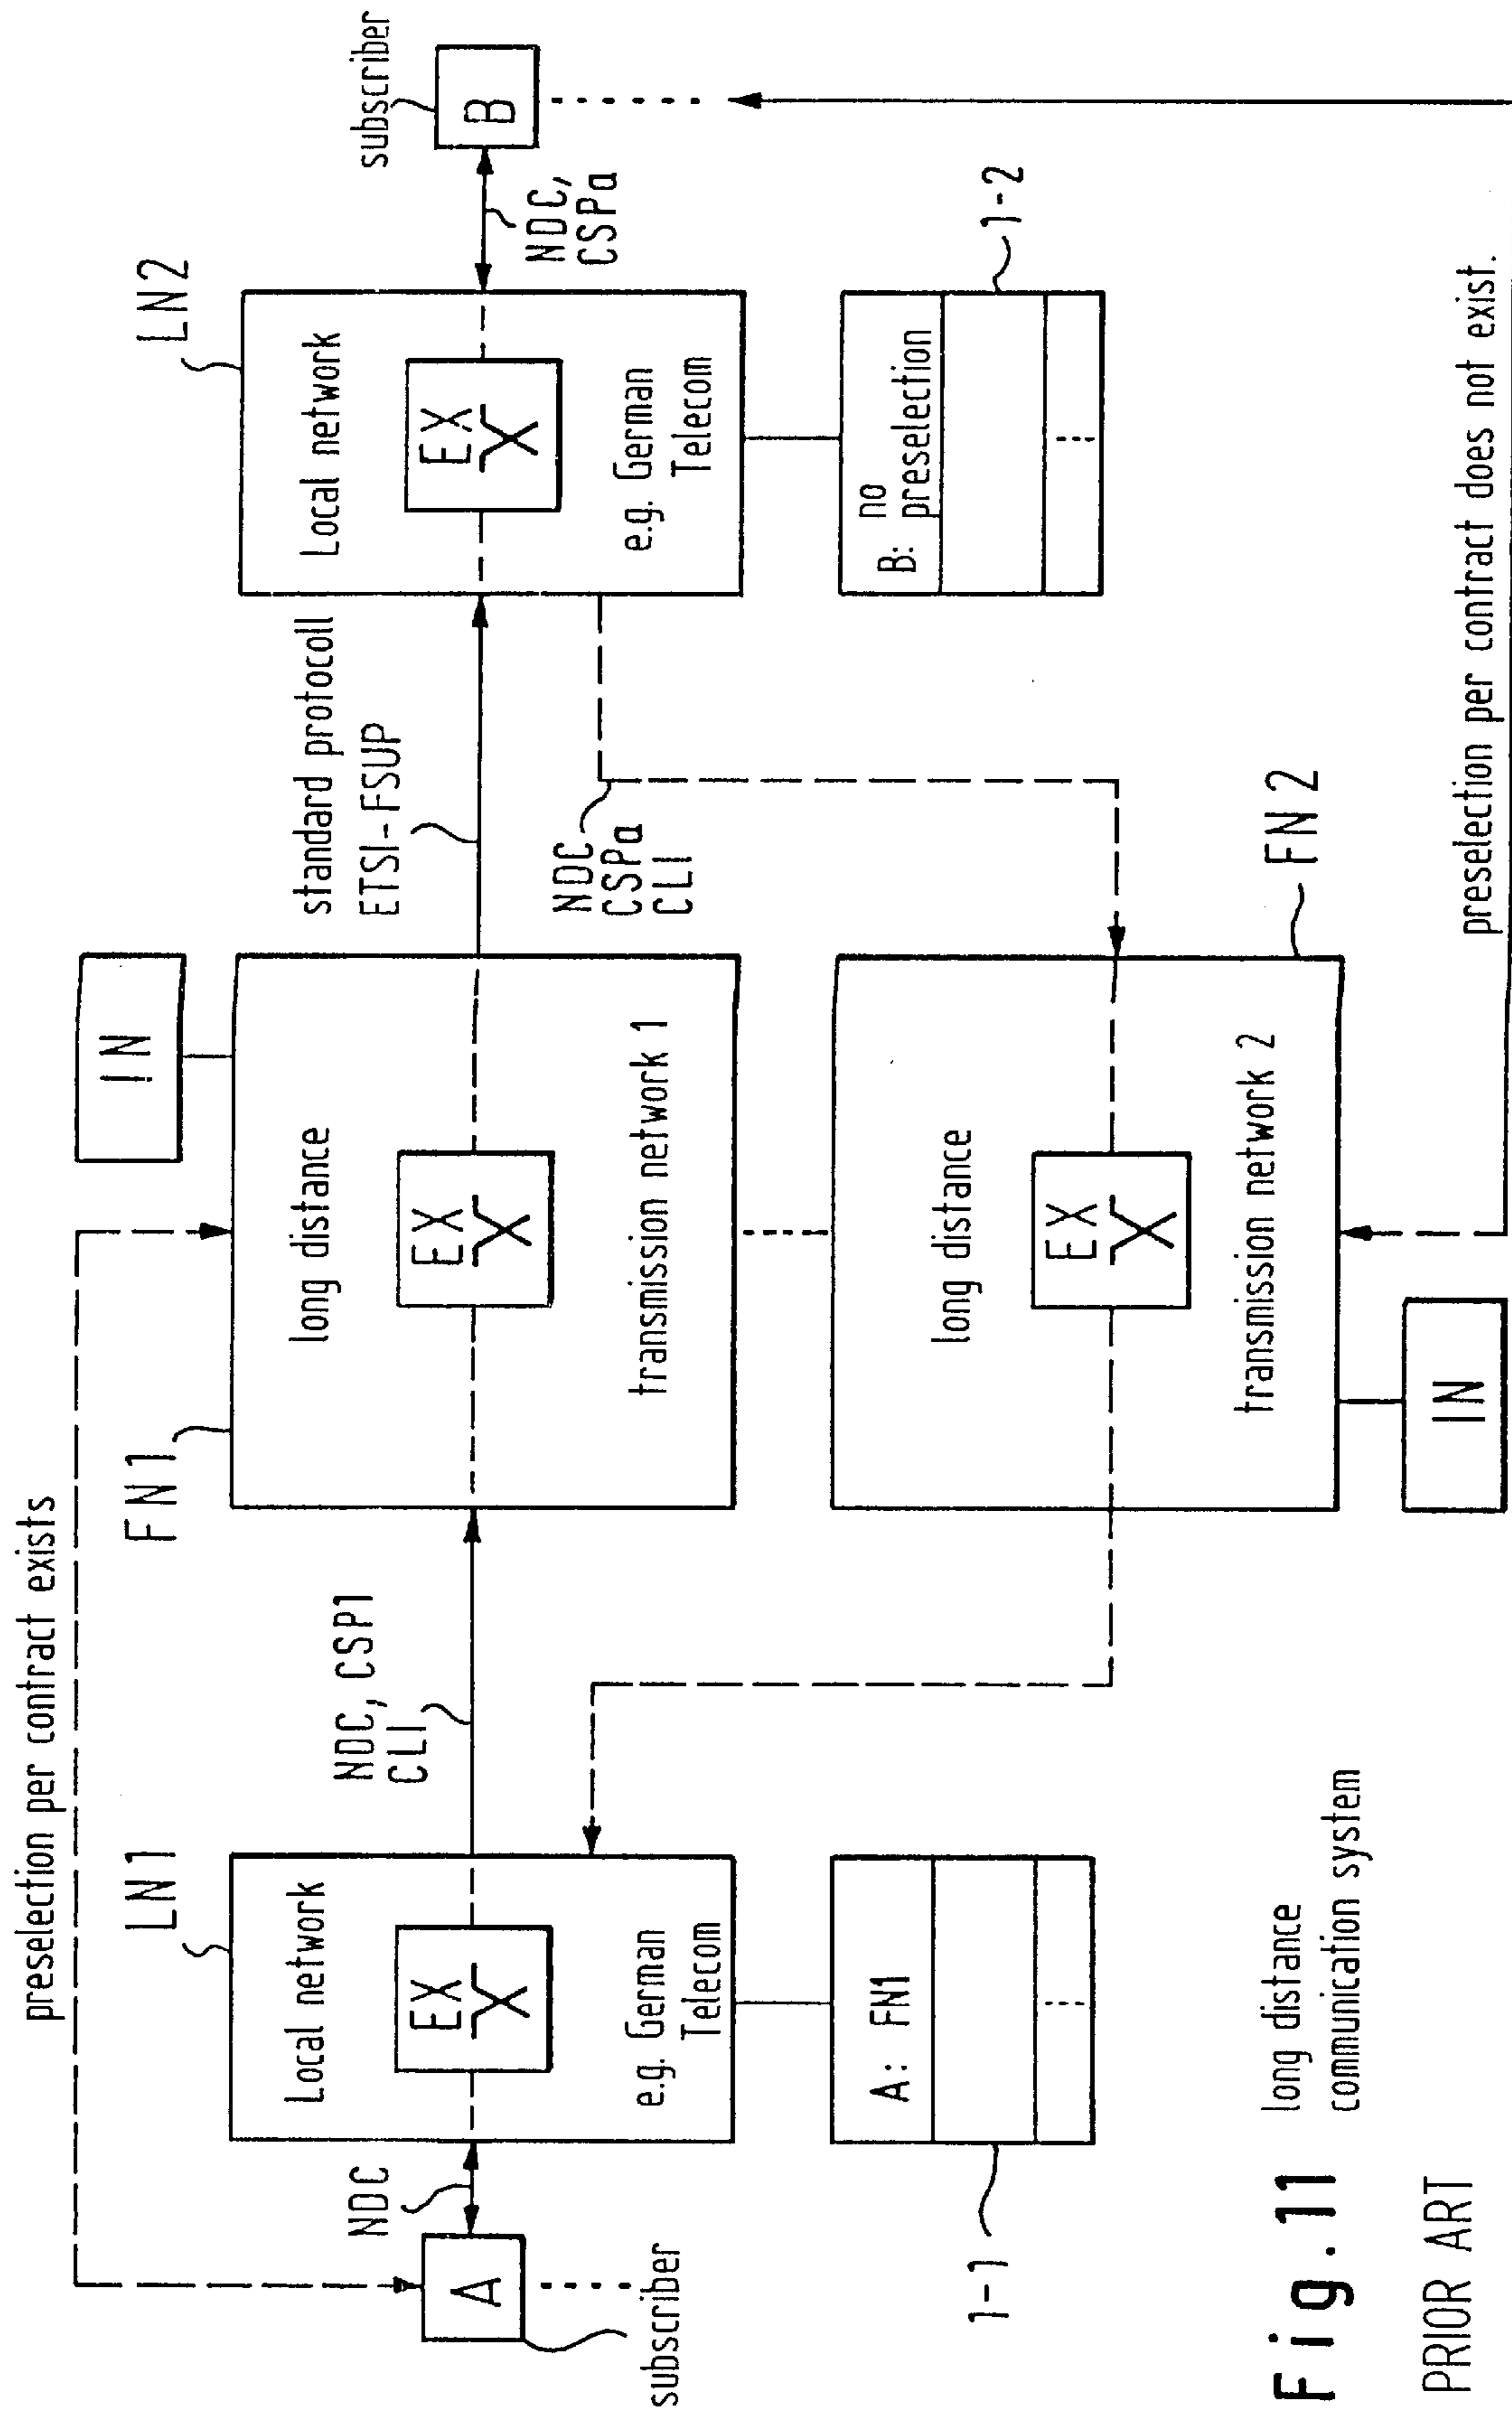 preselection per contract exists
LN1
FN1
IN
LN2
subscriber
B
standard protocoll
ETSI-FSUP
NDC, CSP1
CLI
NDC
A
subscriber
Local network
EX
X
e.g. German
Telecom
long distance
EX
X
transmission network 1
Local network
EX
X
e.g. German
Telecom
NDC,
CSPa
NDC
CSPa
CLI
1-1
A: FN1
long distance
EX
X
transmission network 2
FN2
IN
no
B: preselection
1-2
preselection per contract does not exist.
Fig.11
long distance
communication system
PRIOR ART